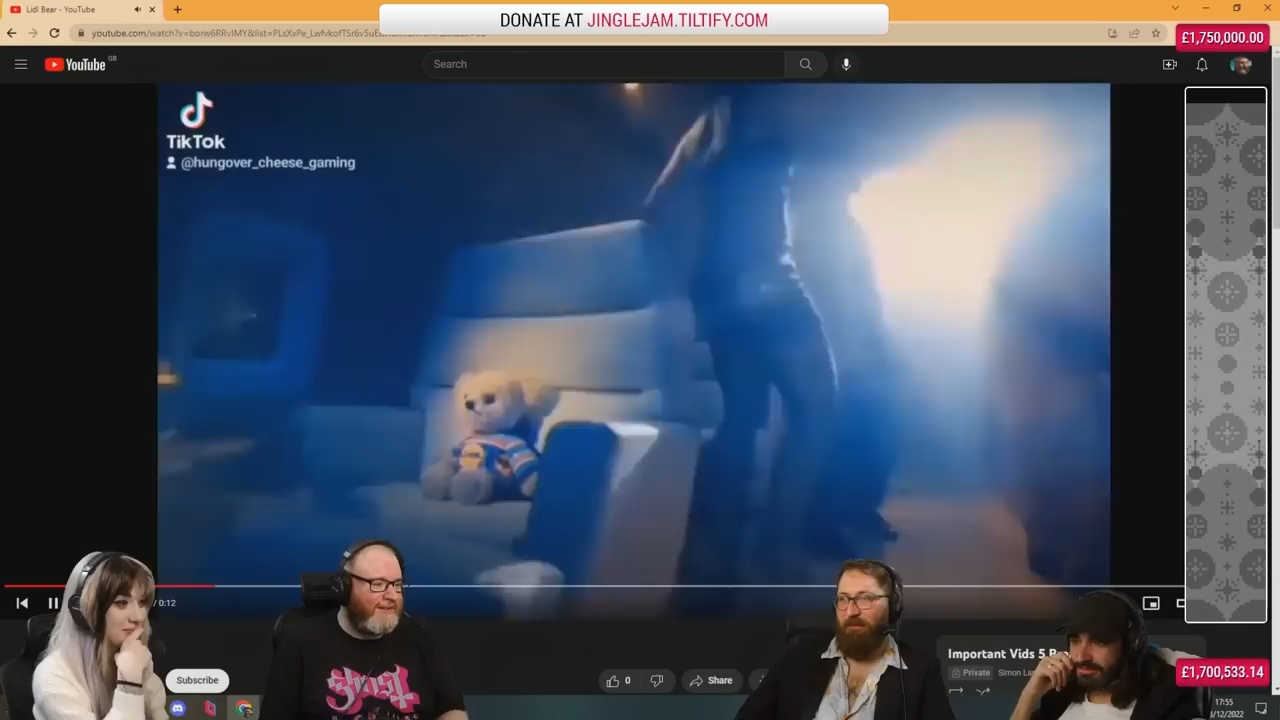 Lidl Bear - YouTube
DONATE AT JINGLEJAM.TILTIFY.COM
£1,750,000.00
YouTube GB
Search
TikTok
@hungover_cheese_gaming
/ 0:12
Important Vids 5
Private
Subscribe
0
Share
£1,700,533.14
17:55